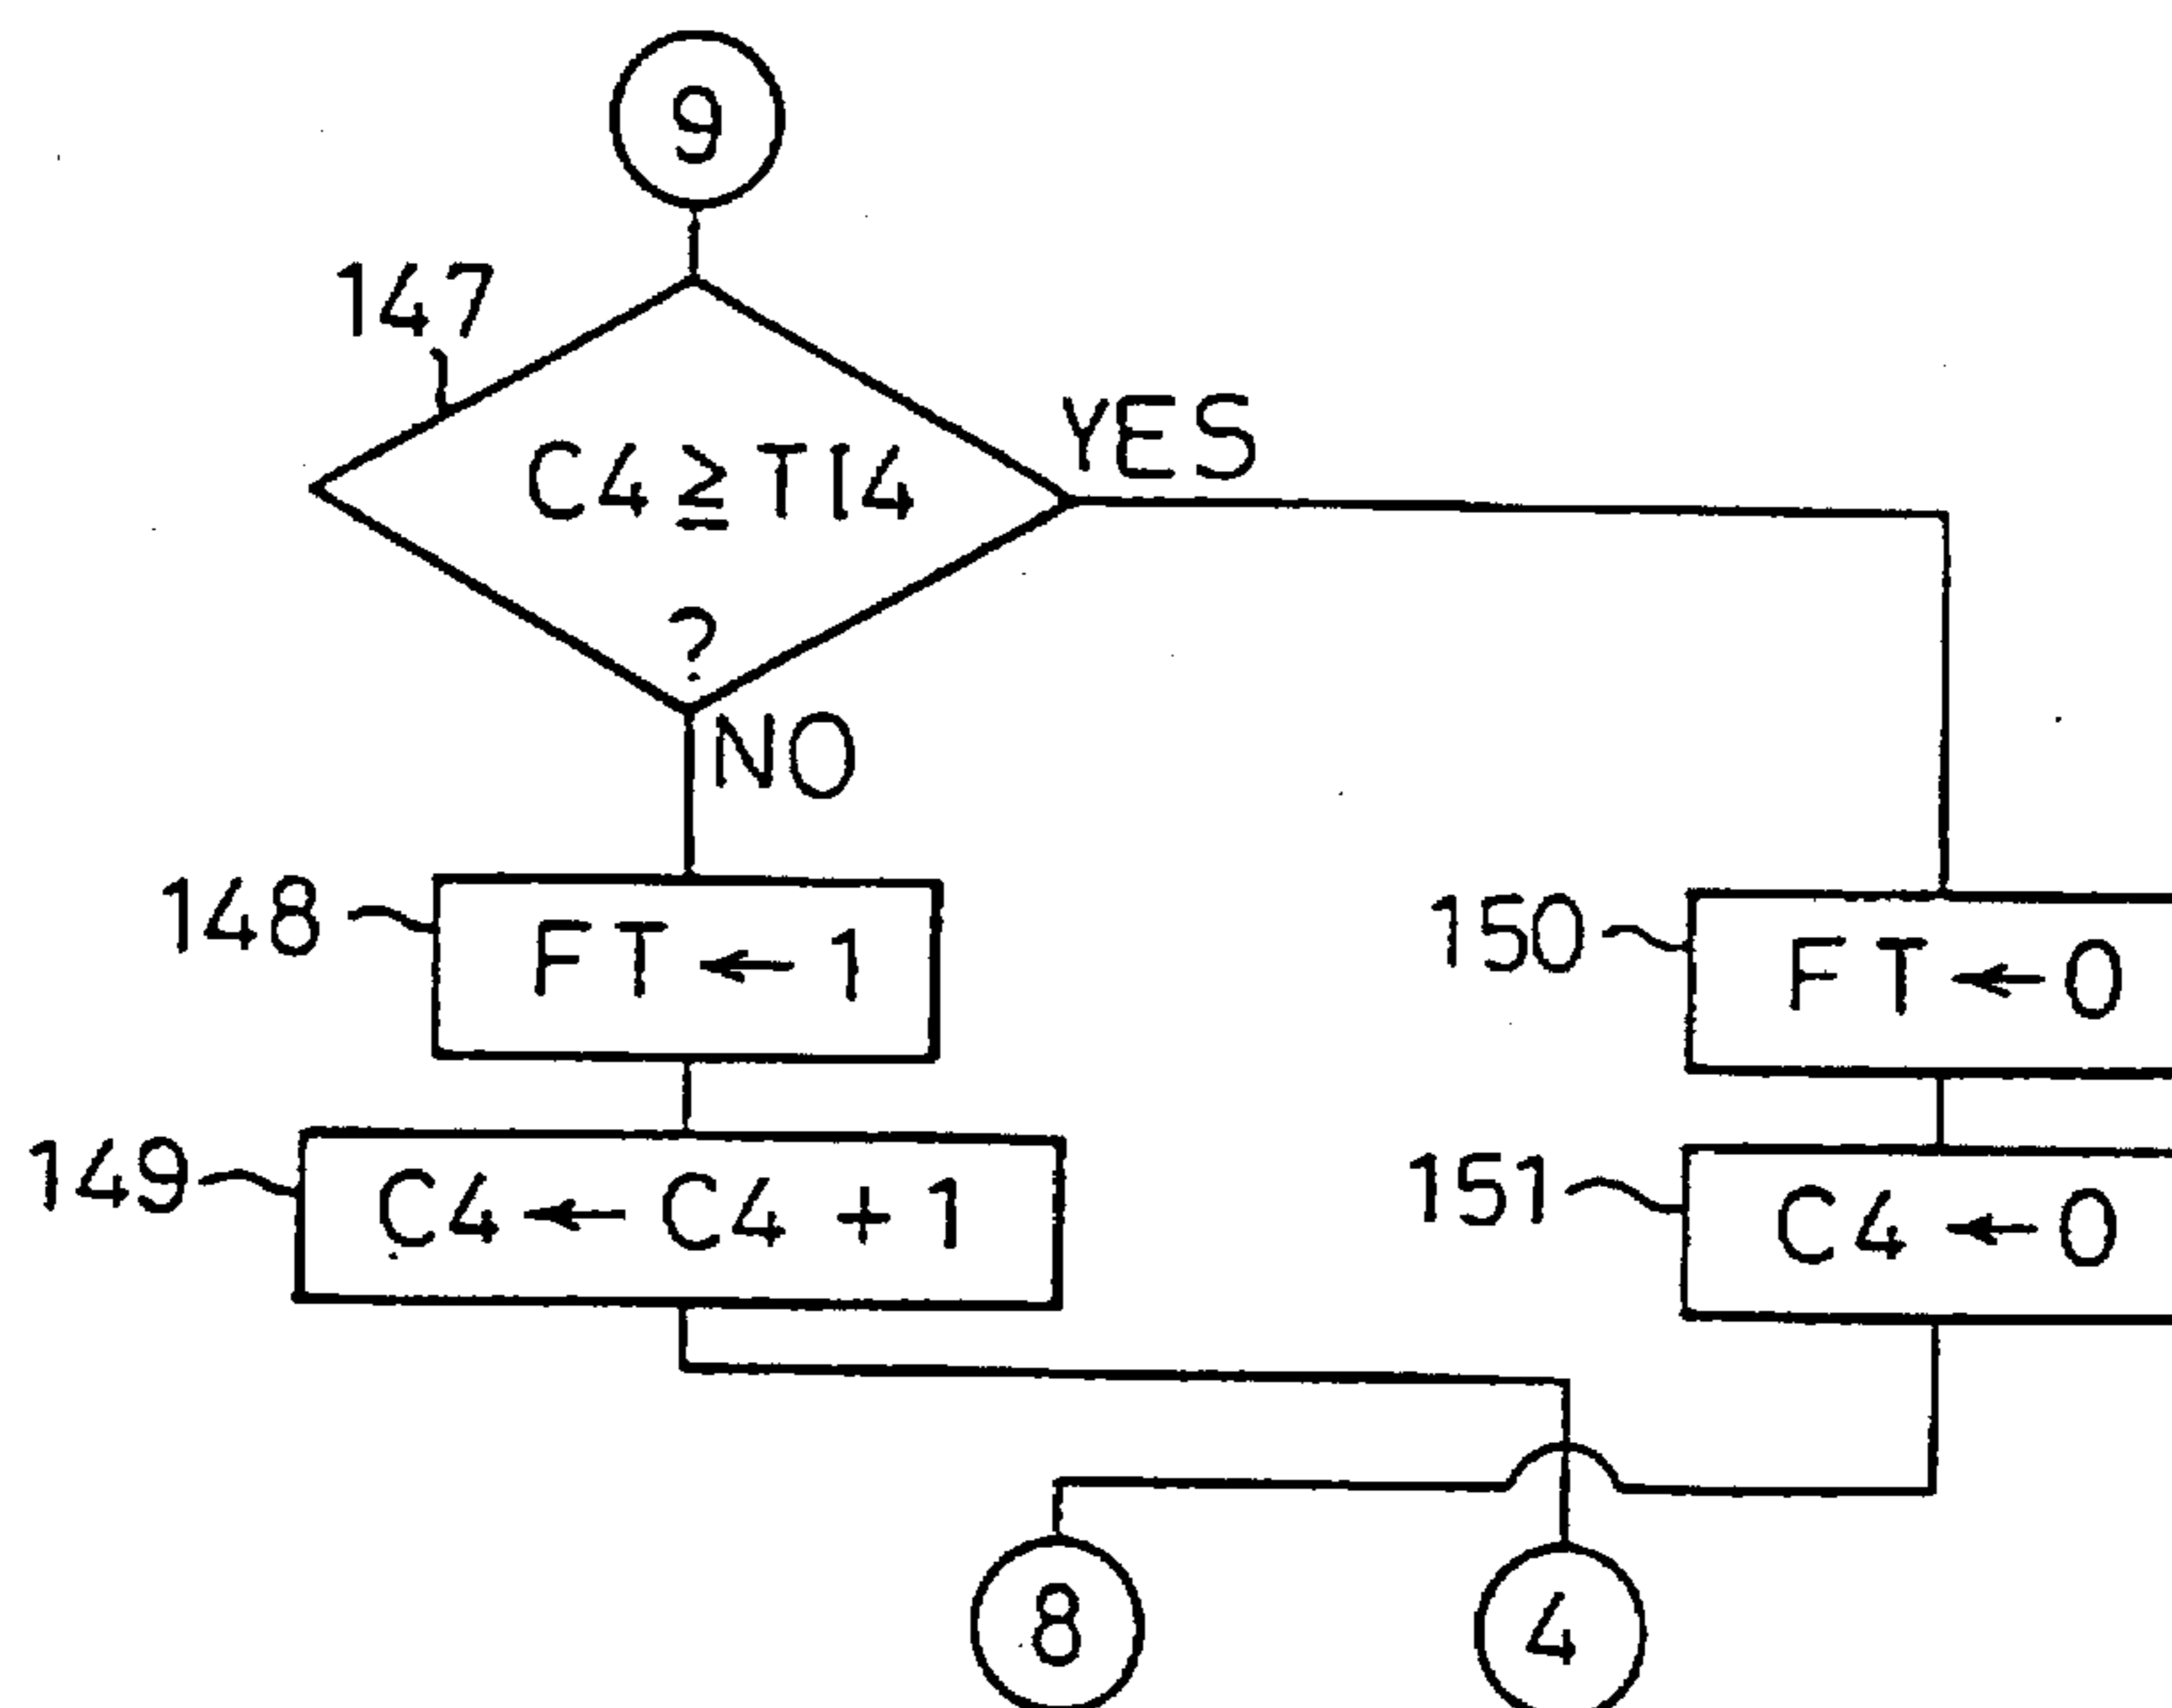 9
147
C4 ≧ TI4
?
YES
NO
148
FT ← 1
150
FT ← 0
149
C4 ← C4 + 1
151
C4 ← 0
8
4